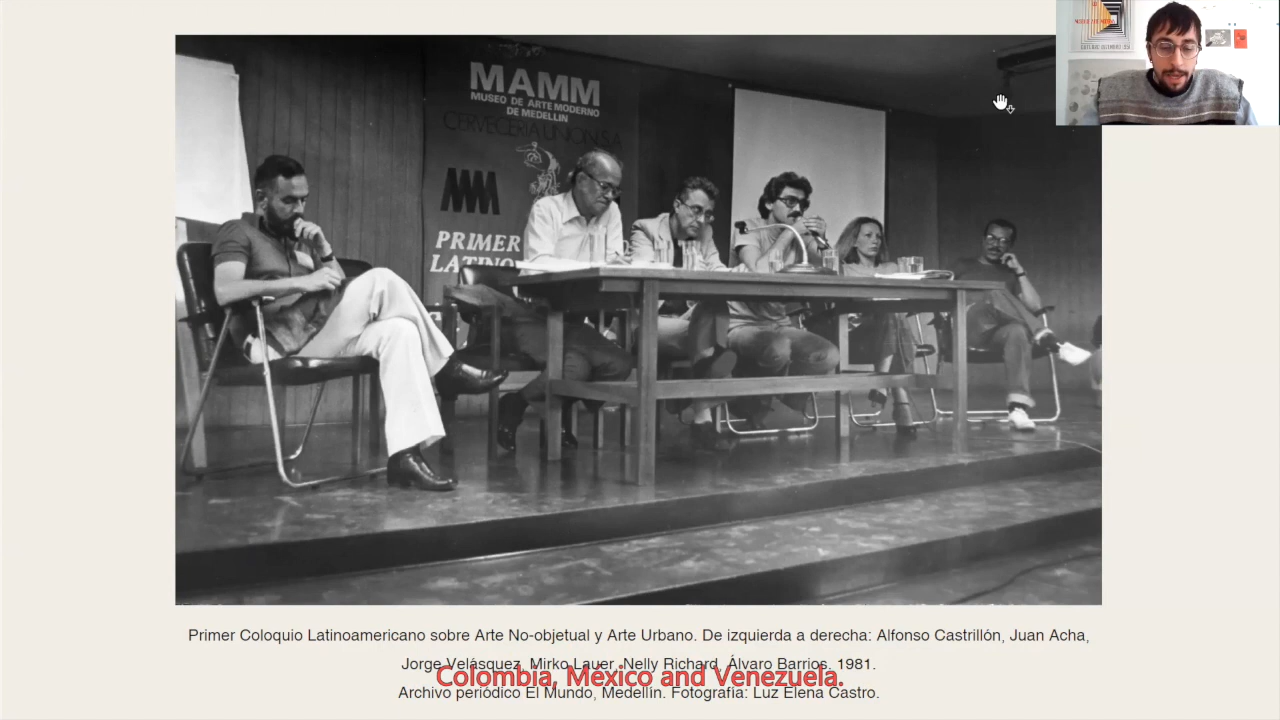 MAMM
MUSEO DE ARTE MODERNO
DE MEDELLIN
CERVECERIA UNION S.A
PRIMER
LATINO
Primer Coloquio Latinoamericano sobre Arte No-objetual y Arte Urbano. De izquierda a derecha: Alfonso Castrillón, Juan Acha,
Jorge Velásquez, Mirko Lauer, Nelly Richard, Álvaro Barrios. 1981.
Colombia, México and Venezuela.
Archivo periódico El Mundo, Medellín. Fotografía: Luz Elena Castro.